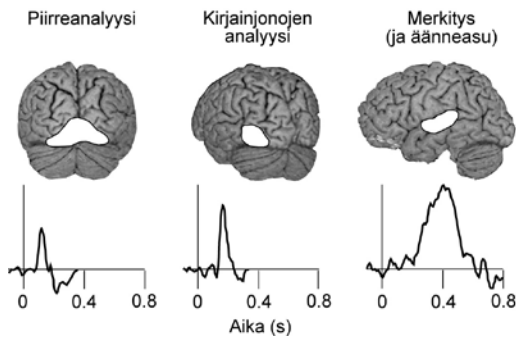 Piirreanalyysi
Kirjainjonojen
analyysi
Merkitys
(ja äänneasu)
0 0.4 0.8
0 0.4 0.8
0 0.4 0.8
Aika (s)